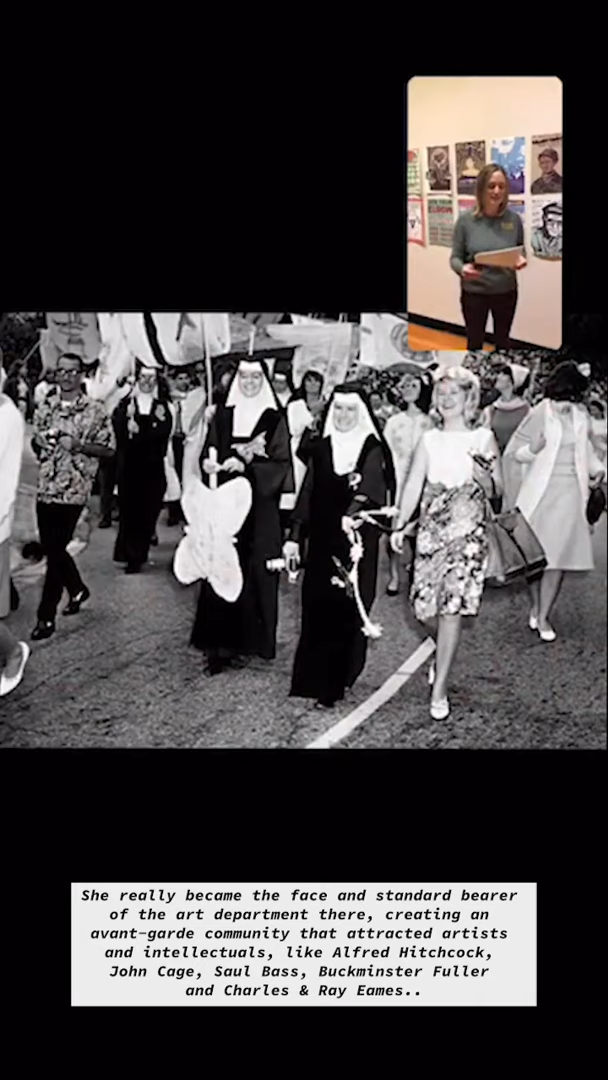 She really became the face and standard bearer
of the art department there, creating an
avant-garde community that attracted artists
and intellectuals, like Alfred Hitchcock,
John Cage, Saul Bass, Buckminster Fuller
and Charles & Ray Eames..